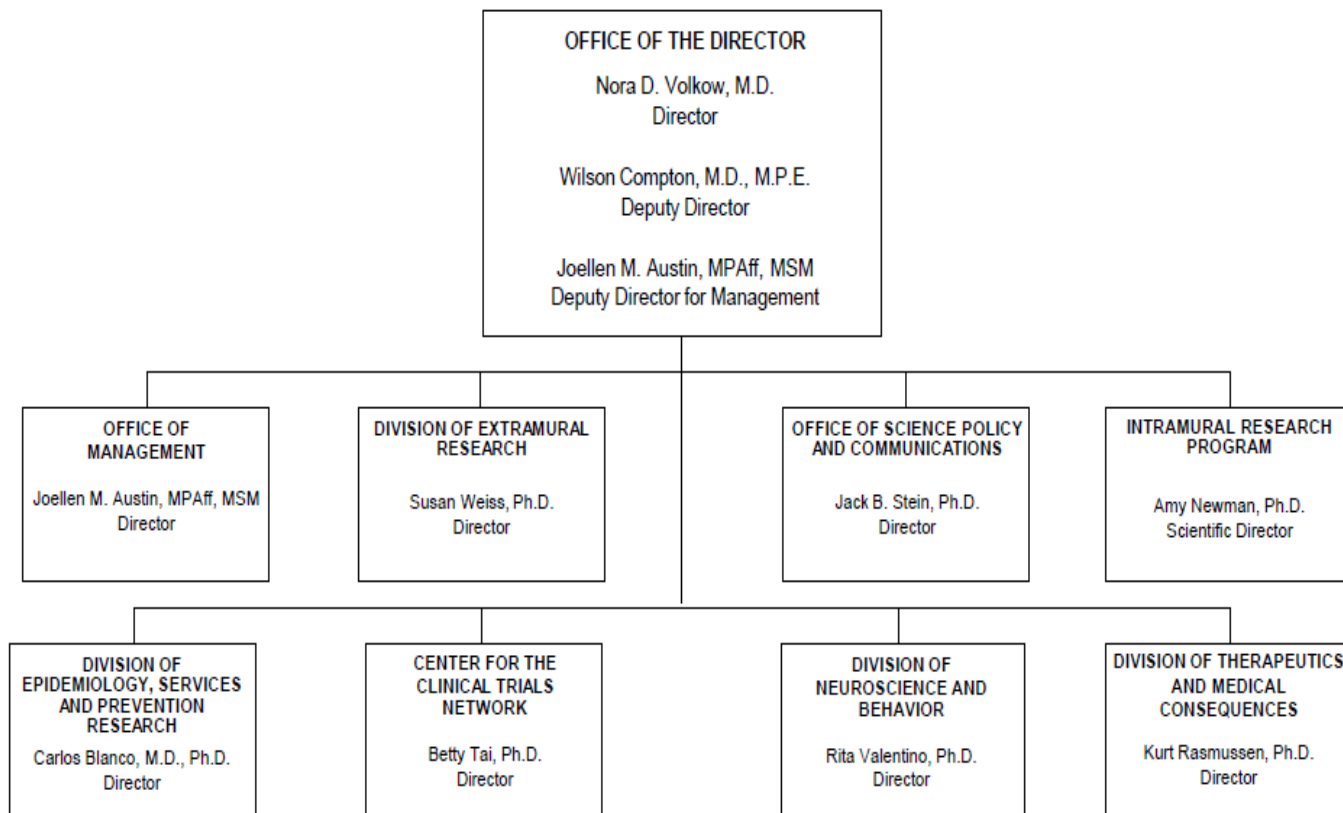 OFFICE OF THE DIRECTOR
Nora D. Volkow, M.D.
Director
Wilson Compton, M.D., M.P.E.
Deputy Director
Joellen M. Austin, MPAff, MSM
Deputy Director for Management
OFFICE OF
MANAGEMENT
Joellen M. Austin, MPAff, MSM
Director
DIVISION OF EXTRAMURAL
RESEARCH
Susan Weiss, Ph.D.
Director
OFFICE OF SCIENCE POLICY
AND COMMUNICATIONS
Jack B. Stein, Ph.D.
Director
INTRAMURAL RESEARCH
PROGRAM
Amy Newman, Ph.D.
Scientific Director
DIVISION OF
EPIDEMIOLOGY, SERVICES
AND PREVENTION
RESEARCH
Carlos Blanco, M.D., Ph.D.
Director
CENTER FOR THE
CLINICAL TRIALS
NETWORK
Betty Tai, Ph.D.
Director
DIVISION OF
NEUROSCIENCE AND
BEHAVIOR
Rita Valentino, Ph.D.
Director
DIVISION OF THERAPEUTICS
AND MEDICAL
CONSEQUENCES
Kurt Rasmussen, Ph.D.
Director